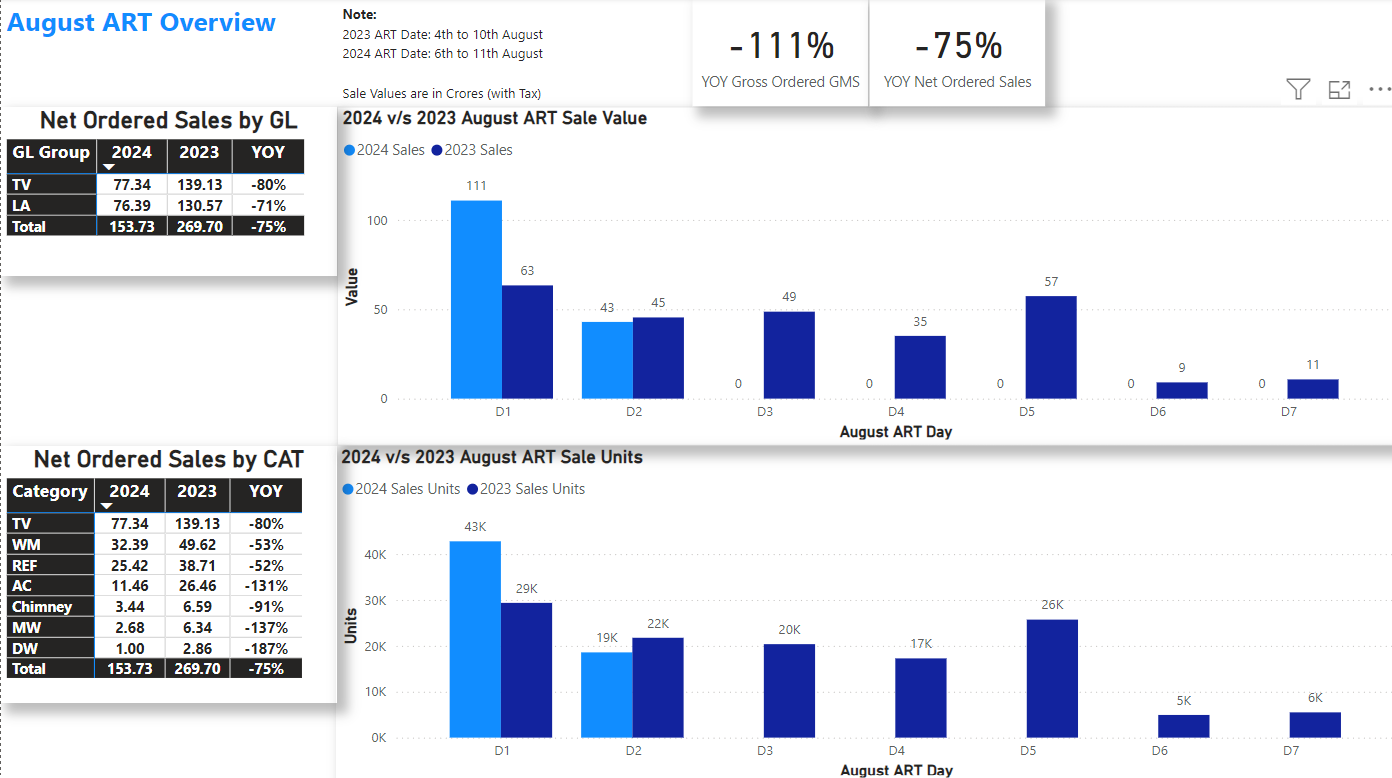 August ART Overview
Note:
2023 ART Date: 4th to 10th August
2024 ART Date: 6th to 11th August
Sale Values are in Crores (with Tax)
-111%
YOY Gross Ordered GMS
-75%
YOY Net Ordered Sales
Net Ordered Sales by GL
GL Group 2024 2023 YOY
TV 77.34 139.13 -80%
LA 76.39 130.57 -71%
Total 153.73 269.70 -75%
2024 v/s 2023 August ART Sale Value
2024 Sales 2023 Sales
Value
100
50
0
111
63
43
45
0
49
0
35
0
57
0
9
0
11
D1 D2 D3 D4 D5 D6 D7
August ART Day
Net Ordered Sales by CAT
Category 2024 2023 YOY
TV 77.34 139.13 -80%
WM 32.39 49.62 -53%
REF 25.42 38.71 -52%
AC 11.46 26.46 -131%
Chimney 3.44 6.59 -91%
MW 2.68 6.34 -137%
DW 1.00 2.86 -187%
Total 153.73 269.70 -75%
2024 v/s 2023 August ART Sale Units
2024 Sales Units 2023 Sales Units
Units
40K
30K
20K
10K
0K
43K
29K
19K
22K
20K
17K
26K
5K
6K
D1 D2 D3 D4 D5 D6 D7
August ART Day